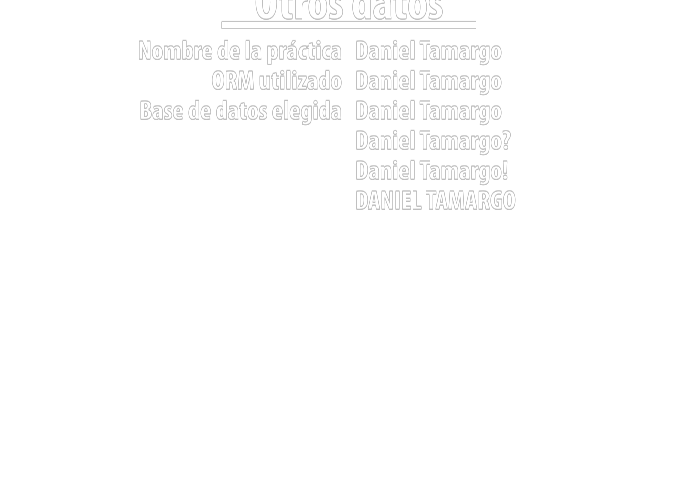 Otros datos
Nombre de la práctica Daniel Tamargo
ORM utilizado Daniel Tamargo
Base de datos elegida Daniel Tamargo
Daniel Tamargo?
Daniel Tamargo!
DANIEL TAMARGO